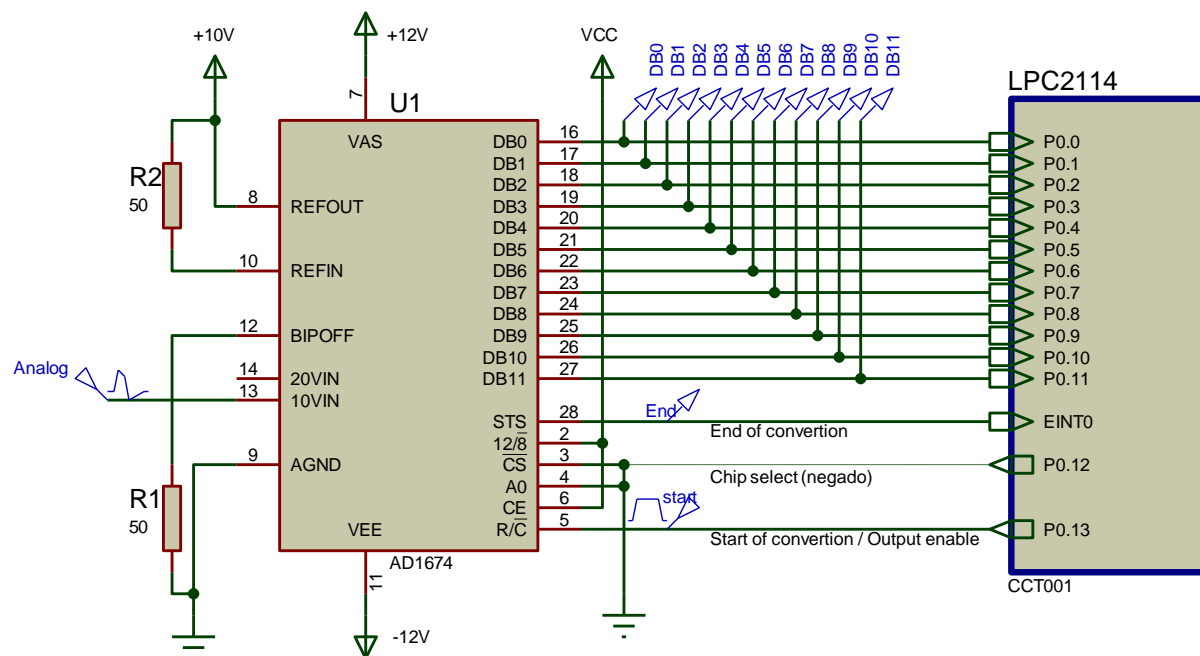 +10V
+12V
VCC
DB0
DB1
DB2
DB3
DB4
DB5
DB6
DB7
DB8
DB9
DB10
DB11
LPC2114
7
U1
VAS
R2
50
8
REFOUT
10
REFIN
12
BIPOFF
Analog
14
20VIN
13
10VIN
9
AGND
R1
50
VEE
AD1674
11
-12V
DB0
16
P0.0
DB1
17
P0.1
DB2
18
P0.2
DB3
19
P0.3
DB4
20
P0.4
DB5
21
P0.5
DB6
22
P0.6
DB7
23
P0.7
DB8
24
P0.8
DB9
25
P0.9
DB10
26
P0.10
DB11
27
P0.11
STS
28
End
End of convertion
EINT0
12/8
2
CS
3
Chip select (negado)
P0.12
A0
4
CE
6
start
R/C
5
Start of convertion / Output enable
P0.13
CCT001